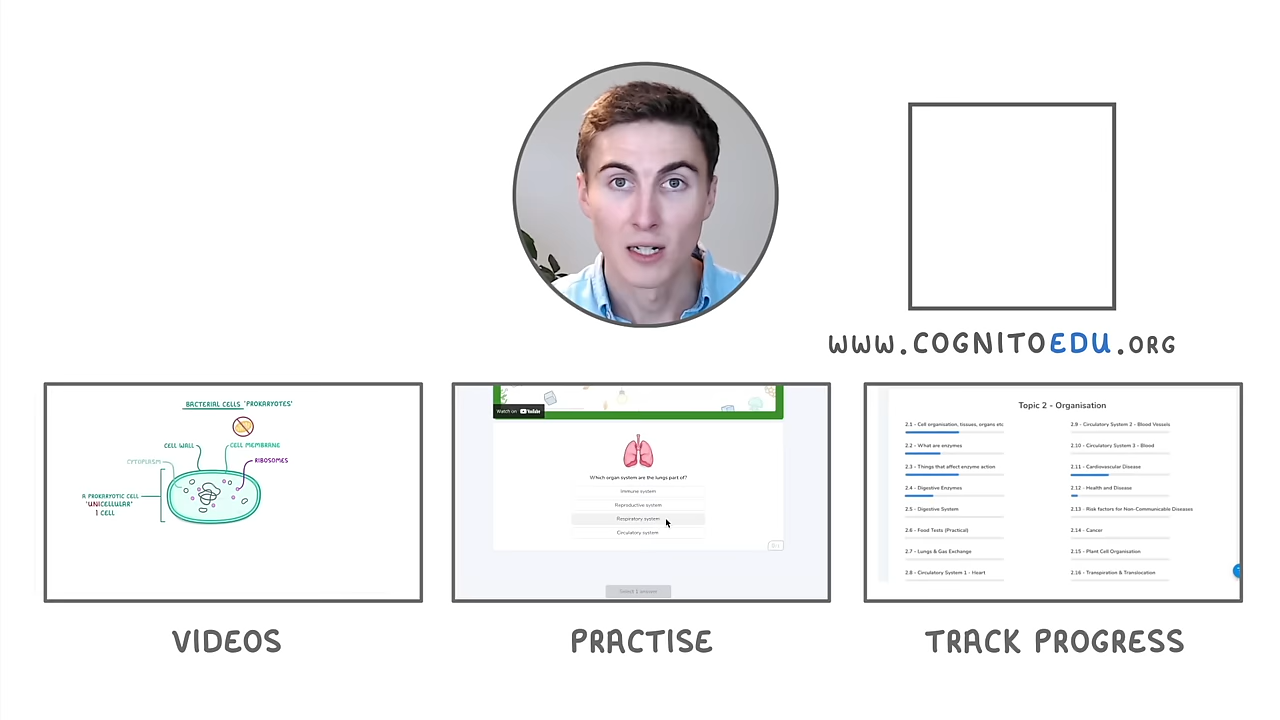 www.COGNITOEDU.ORG
BACTERIAL CELLS 'PROKARYOTES'
CELL WALL
CELL MEMBRANE
CYTOPLASM
RIBOSOMES
A PROKARYOTIC CELL
'UNICELLULAR'
1 CELL
Watch on YouTube
Which organ system are the lungs part of?
Immune system
Reproductive system
Respiratory system
Circulatory system
Select 1 answer
Topic 2 - Organisation
2.1 - Cell organisation, tissues, organs etc
2.2 - What are enzymes
2.3 - Things that affect enzyme action
2.4 - Digestive Enzymes
2.5 - Digestive System
2.6 - Food Tests (Practical)
2.7 - Lungs & Gas Exchange
2.8 - Circulatory System 1 - Heart
2.9 - Circulatory System 2 - Blood Vessels
2.10 - Circulatory System 3 - Blood
2.11 - Cardiovascular Disease
2.12 - Health and Disease
2.13 - Risk factors for Non-Communicable Diseases
2.14 - Cancer
2.15 - Plant Cell Organisation
2.16 - Transpiration & Translocation
VIDEOS
PRACTISE
TRACK PROGRESS